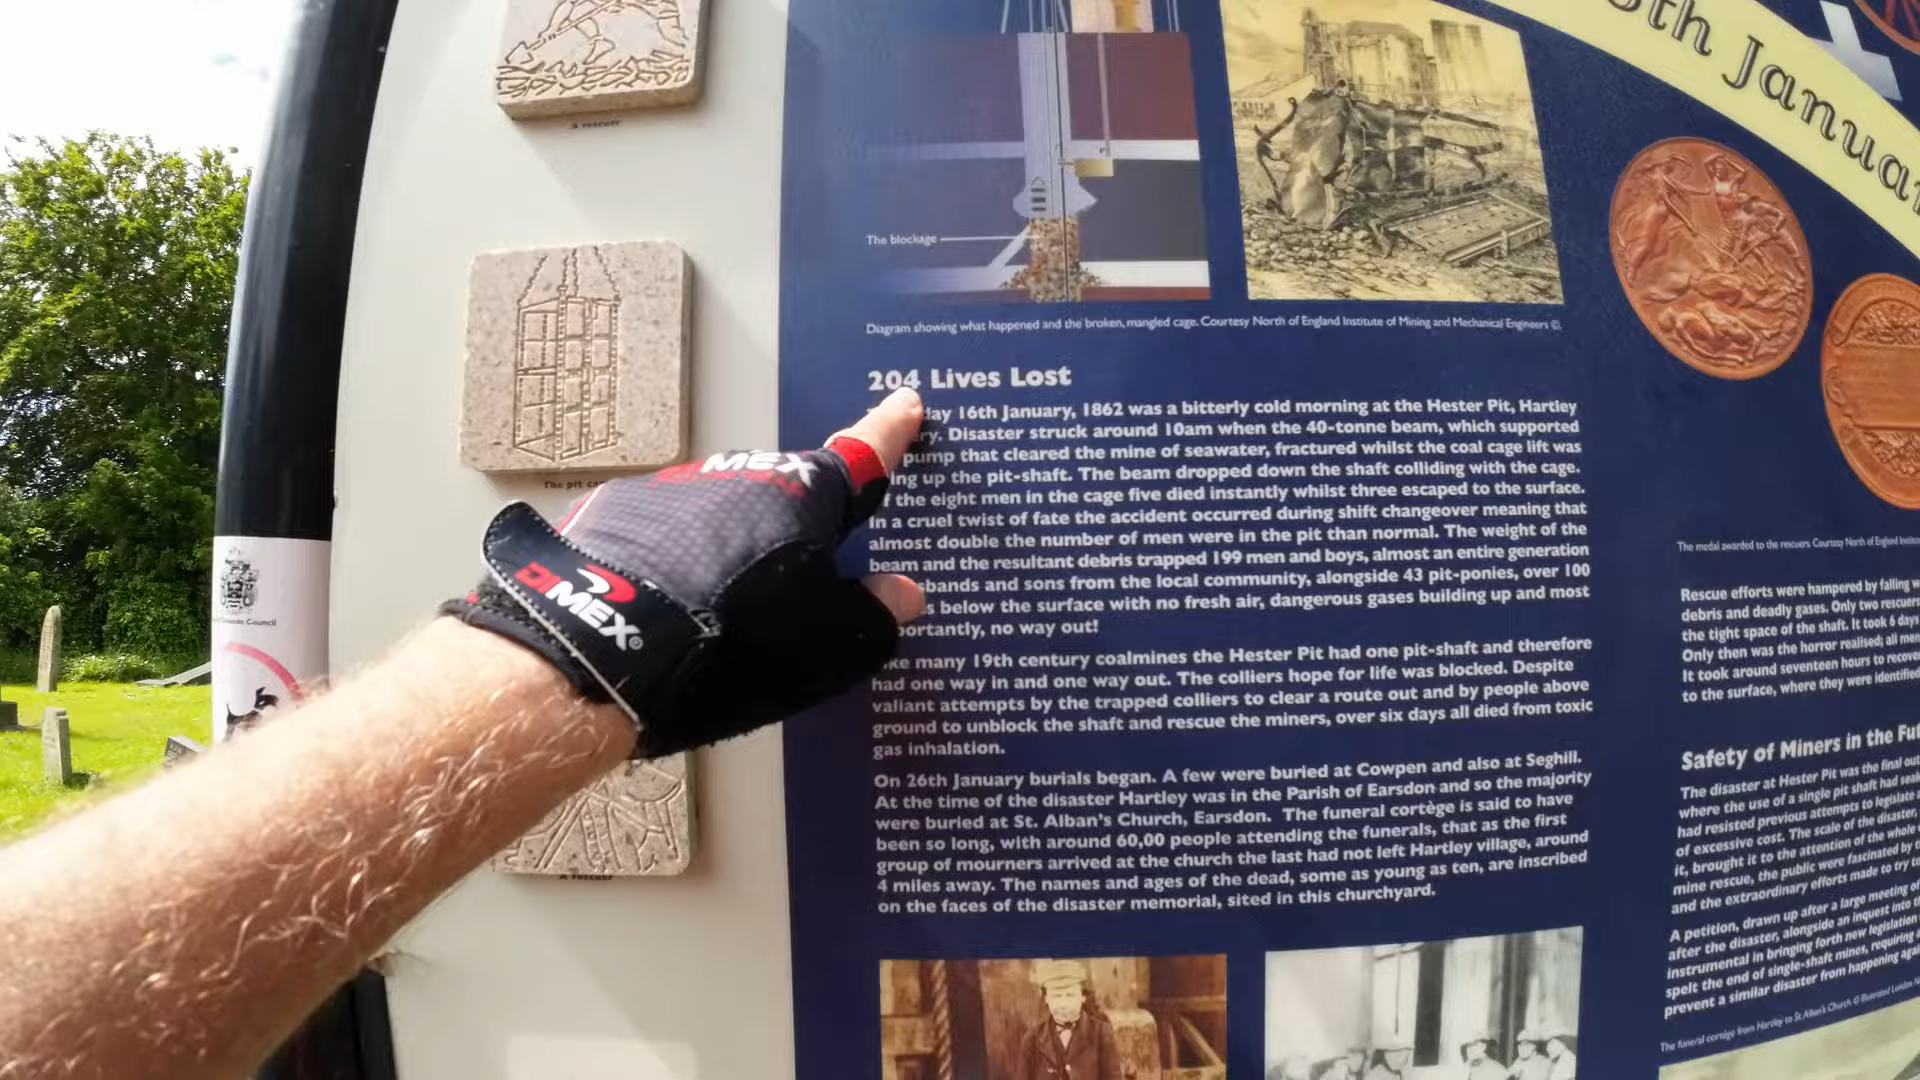 A rescuer
The pit
A rescuer
MEX
DIMEX®
Council
th January
The blockage
Diagram showing what happened and the broken, mangled cage. Courtesy North of England Institute of Mining and Mechanical Engineers ©.
204 Lives Lost
day 16th January, 1862 was a bitterly cold morning at the Hester Pit, Hartley
ry. Disaster struck around 10am when the 40-tonne beam, which supported
pump that cleared the mine of seawater, fractured whilst the coal cage lift was
ing up the pit-shaft. The beam dropped down the shaft colliding with the cage.
f the eight men in the cage five died instantly whilst three escaped to the surface.
In a cruel twist of fate the accident occurred during shift changeover meaning that
almost double the number of men were in the pit than normal. The weight of the
beam and the resultant debris trapped 199 men and boys, almost an entire generation
sbands and sons from the local community, alongside 43 pit-ponies, over 100
s below the surface with no fresh air, dangerous gases building up and most
portantly, no way out!
ke many 19th century coalmines the Hester Pit had one pit-shaft and therefore
had one way in and one way out. The colliers hope for life was blocked. Despite
valiant attempts by the trapped colliers to clear a route out and by people above
ground to unblock the shaft and rescue the miners, over six days all died from toxic
gas inhalation.
On 26th January burials began. A few were buried at Cowpen and also at Seghill.
At the time of the disaster Hartley was in the Parish of Earsdon and so the majority
were buried at St. Alban's Church, Earsdon. The funeral cortège is said to have
been so long, with around 60,00 people attending the funerals, that as the first
group of mourners arrived at the church the last had not left Hartley village, around
4 miles away. The names and ages of the dead, some as young as ten, are inscribed
on the faces of the disaster memorial, sited in this churchyard.
The medal awarded to the rescuers. Courtesy North of England
Rescue efforts were hampered by falling
debris and deadly gases. Only two rescuers
the tight space of the shaft. It took 6 days
Only then was the horror realised; all men
It took around seventeen hours to recover
to the surface, where they were identified
Safety of Miners in the Fut
The disaster at Hester Pit was the final
where the use of a single pit shaft had
had resisted previous attempts to legislate
of excessive cost. The scale of the disaster,
it, brought it to the attention of the whole
mine rescue, the public were fascinated by
and the extraordinary efforts made to try to
A petition, drawn up after a large meeting of
after the disaster, alongside an inquest into
instrumental in bringing forth new legislation
spelt the end of single-shaft mines, requiring
prevent a similar disaster from happening
The funeral cortège from Hartley to St Alban's Church © Illustrated London